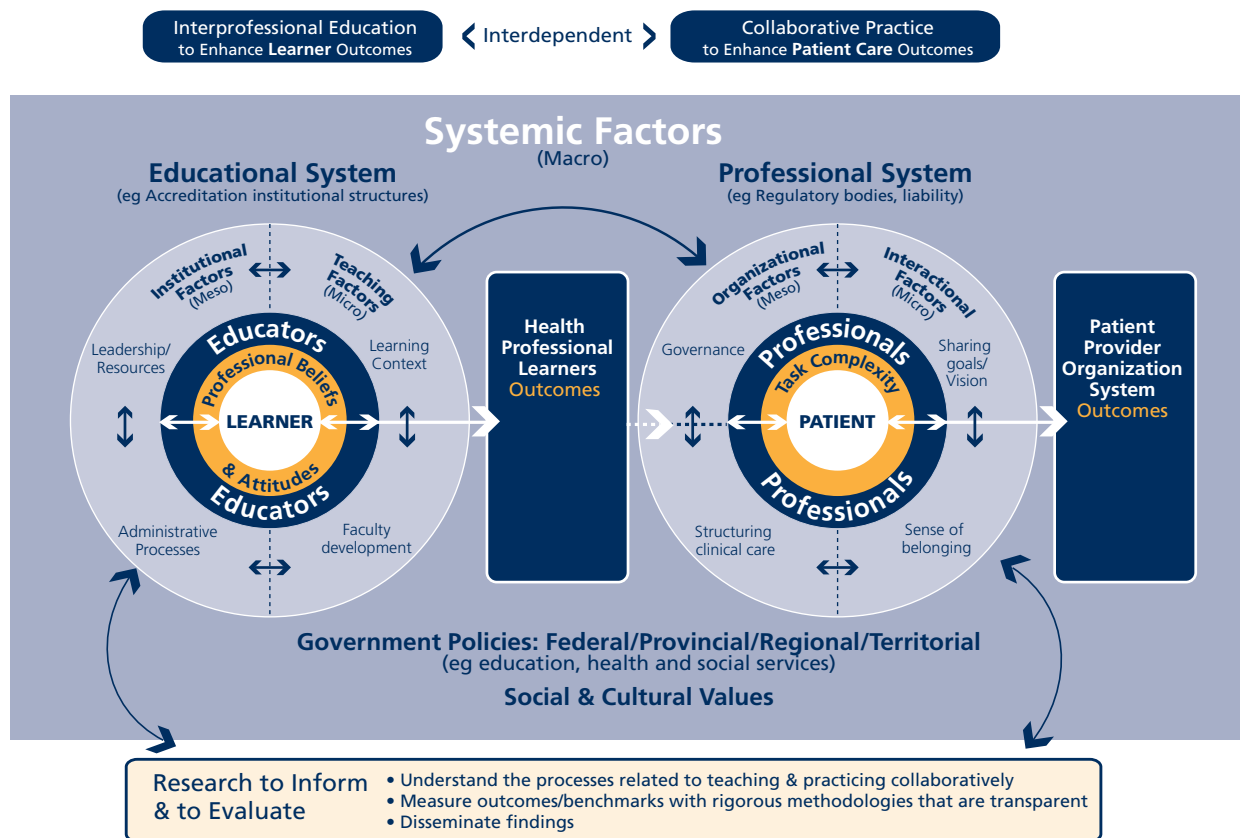 Interprofessional Education
to Enhance Learner Outcomes
Interdependent
Collaborative Practice
to Enhance Patient Care Outcomes
Systemic Factors
(Macro)
Educational System
(eg Accreditation institutional structures)
Professional System
(eg Regulatory bodies, liability)
Institutional
Factors
(Meso)
Teaching
Factors
(Micro)
Leadership/
Resources
Learning
Context
Educators
Professional Beliefs
LEARNER
& Attitudes
Educators
Administrative
Processes
Faculty
development
Health
Professional
Learners
Outcomes
Organizational
Factors
(Meso)
Interactional
Factors
(Micro)
Governance
Sharing
goals/
Vision
Professionals
Task Complexity
PATIENT
Professionals
Structuring
clinical care
Sense of
belonging
Patient
Provider
Organization
System
Outcomes
Government Policies: Federal/Provincial/Regional/Territorial
(eg education, health and social services)
Social & Cultural Values
Research to Inform
& to Evaluate
• Understand the processes related to teaching & practicing collaboratively
• Measure outcomes/benchmarks with rigorous methodologies that are transparent
• Disseminate findings